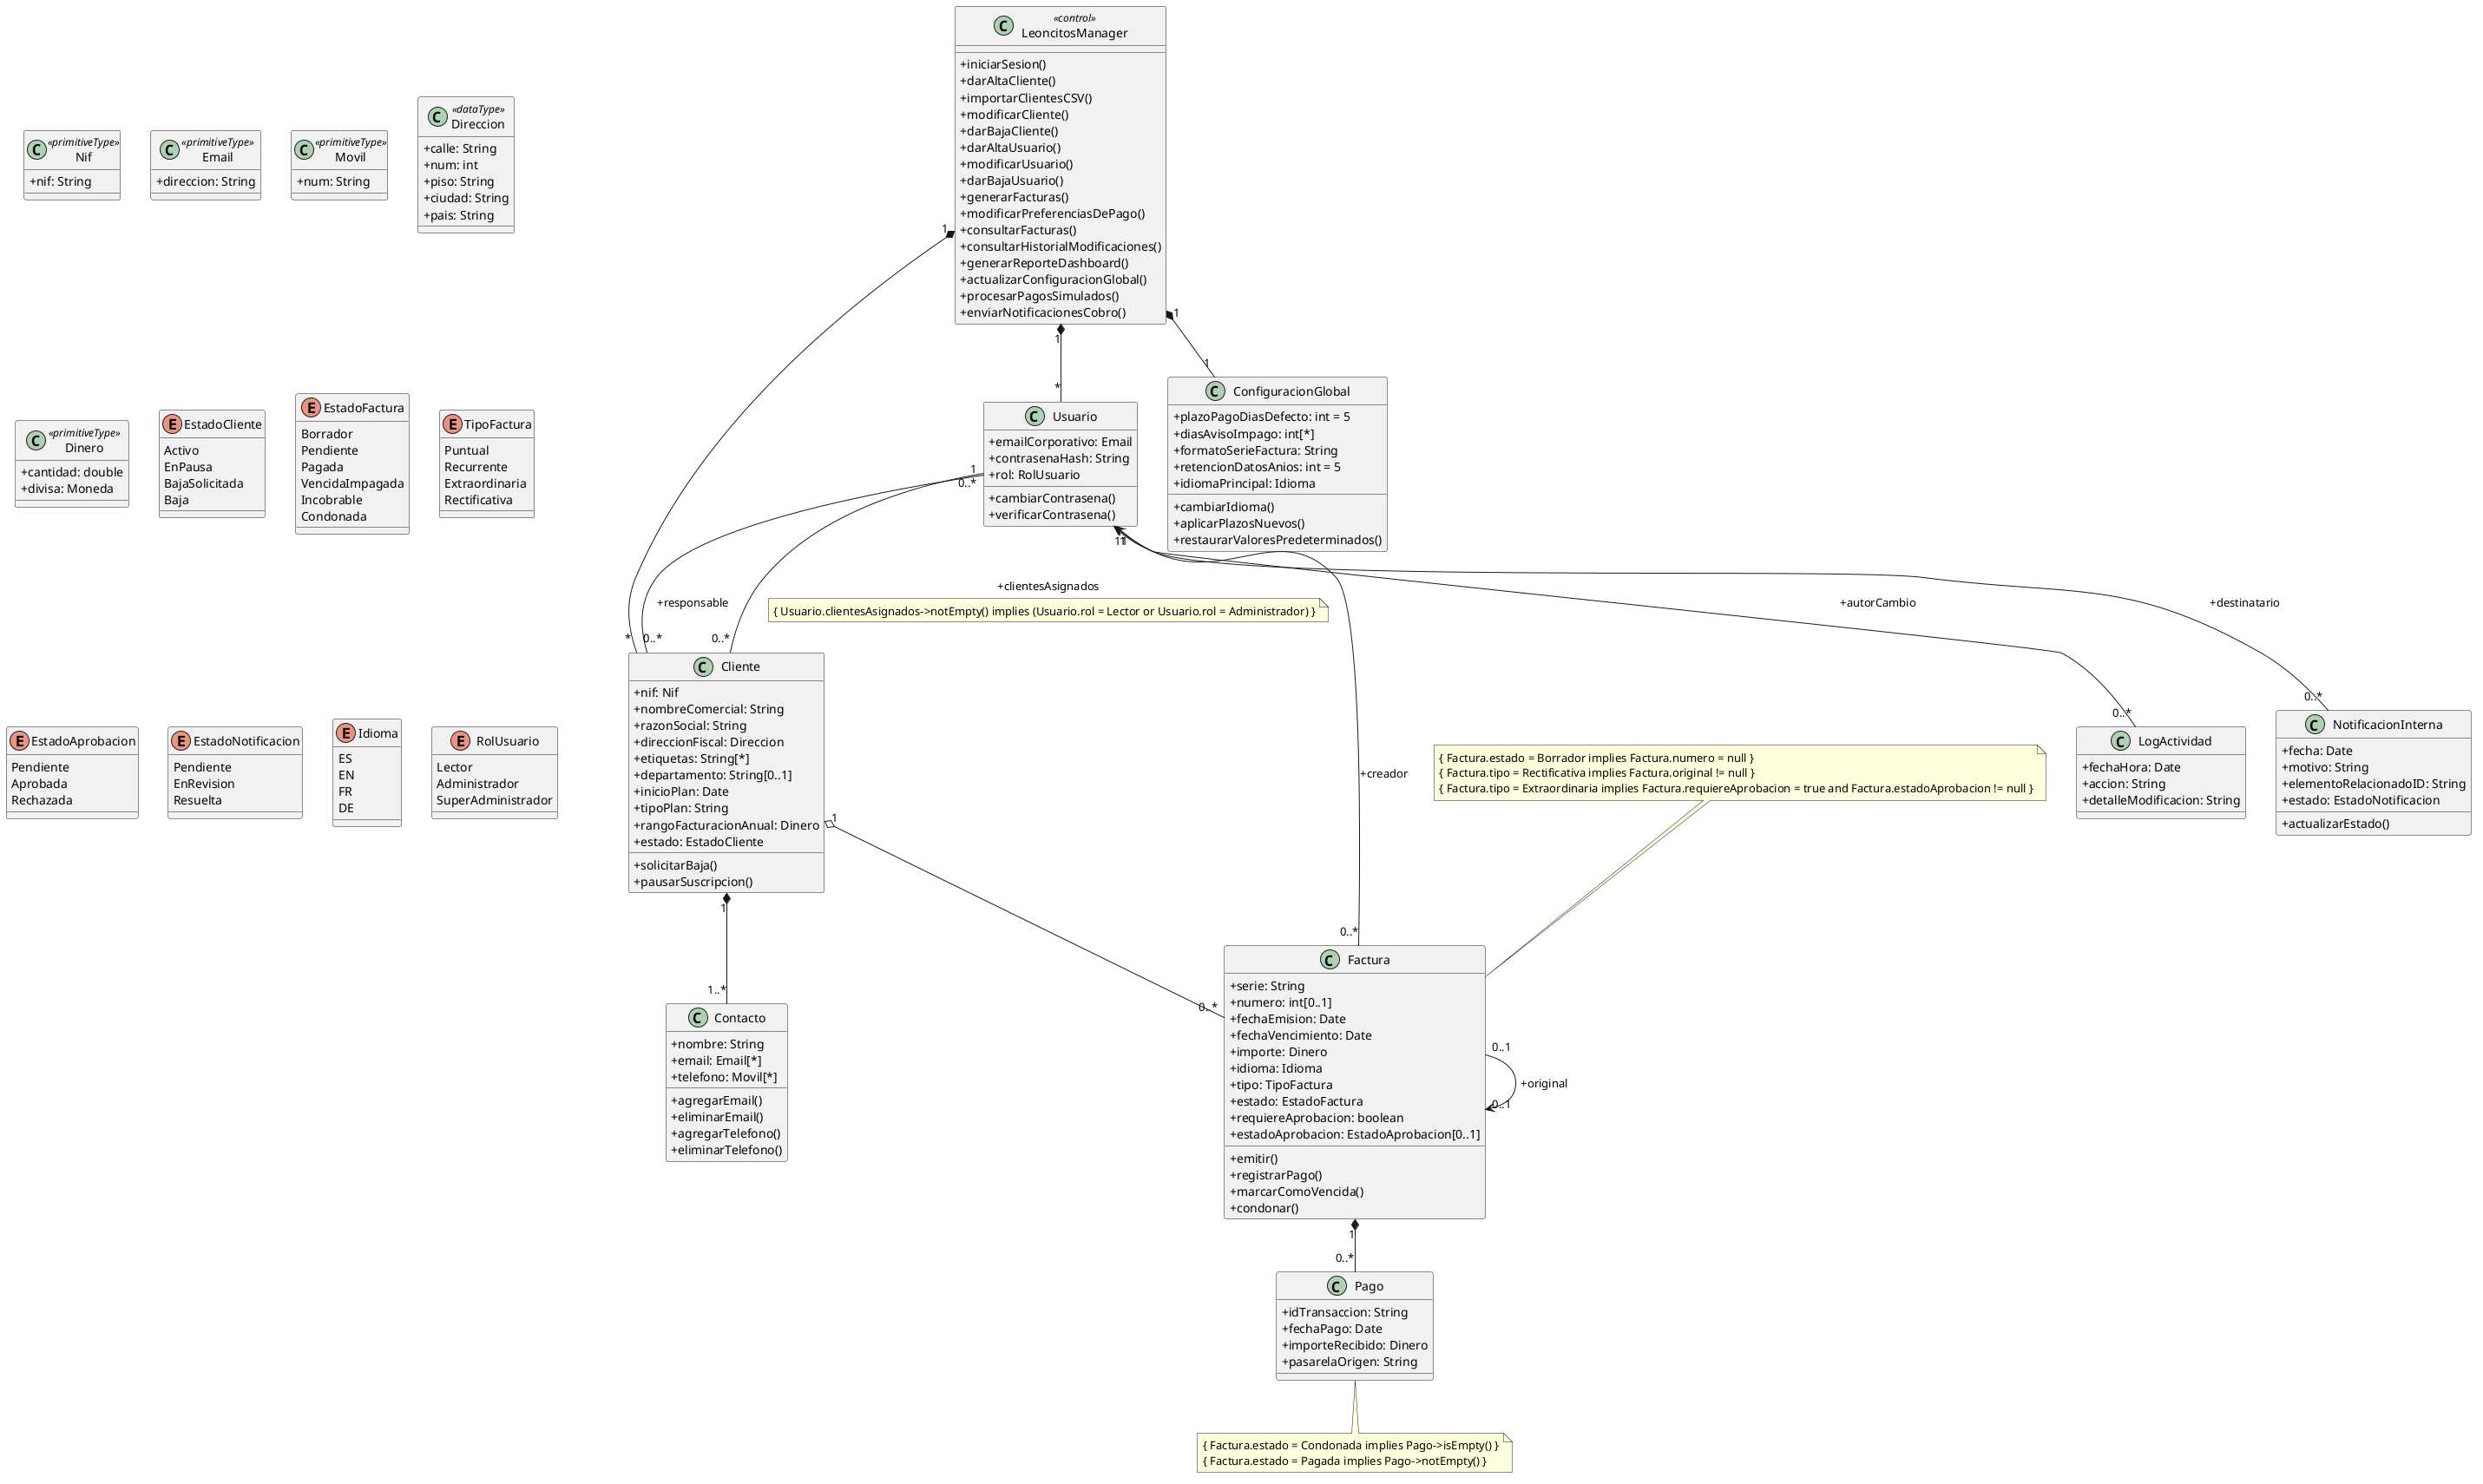 C «control»
LeoncitosManager
+iniciarSesion()
+darAltaCliente()
+importarClientesCSV()
+modificarCliente()
+darBajaCliente()
+darAltaUsuario()
+modificarUsuario()
+darBajaUsuario()
+generarFacturas()
+modificarPreferenciasDePago()
+consultarFacturas()
+consultarHistorialModificaciones()
+generarReporteDashboard()
+actualizarConfiguracionGlobal()
+procesarPagosSimulados()
+enviarNotificacionesCobro()
C «primitiveType»
Nif
+nif: String
C «primitiveType»
Email
+direccion: String
C «primitiveType»
Movil
+num: String
C «dataType»
Direccion
+calle: String
+num: int
+piso: String
+ciudad: String
+pais: String
1
1
1
*
1
C «primitiveType»
Dinero
+cantidad: double
+divisa: Moneda
E EstadoCliente
Activo
EnPausa
BajaSolicitada
Baja
E EstadoFactura
Borrador
Pendiente
Pagada
VencidaImpagada
Incobrable
Condonada
E TipoFactura
Puntual
Recurrente
Extraordinaria
Rectificativa
C Usuario
+emailCorporativo: Email
+contrasenaHash: String
+rol: RolUsuario
+cambiarContrasena()
+verificarContrasena()
C ConfiguracionGlobal
+plazoPagoDiasDefecto: int = 5
+diasAvisoImpago: int[*]
+formatoSerieFactura: String
+retencionDatosAnios: int = 5
+idiomaPrincipal: Idioma
+cambiarIdioma()
+aplicarPlazosNuevos()
+restaurarValoresPredeterminados()
1
0..*
1
1
1
+responsable
+clientesAsignados
{ Usuario.clientesAsignados->notEmpty() implies (Usuario.rol = Lector or Usuario.rol = Administrador) }
+autorCambio
+destinatario
*
0..*
0..*
0..*
0..*
E EstadoAprobacion
Pendiente
Aprobada
Rechazada
E EstadoNotificacion
Pendiente
EnRevision
Resuelta
E Idioma
ES
EN
FR
DE
E RolUsuario
Lector
Administrador
SuperAdministrador
C Cliente
+nif: Nif
+nombreComercial: String
+razonSocial: String
+direccionFiscal: Direccion
+etiquetas: String[*]
+departamento: String[0..1]
+inicioPlan: Date
+tipoPlan: String
+rangoFacturacionAnual: Dinero
+estado: EstadoCliente
+solicitarBaja()
+pausarSuscripcion()
+creador
{ Factura.estado = Borrador implies Factura.numero = null }
{ Factura.tipo = Rectificativa implies Factura.original != null }
{ Factura.tipo = Extraordinaria implies Factura.requiereAprobacion = true and Factura.estadoAprobacion != null }
C LogActividad
+fechaHora: Date
+accion: String
+detalleModificacion: String
C NotificacionInterna
+fecha: Date
+motivo: String
+elementoRelacionadoID: String
+estado: EstadoNotificacion
+actualizarEstado()
1
1
1..*
0..*
0..*
C Contacto
+nombre: String
+email: Email[*]
+telefono: Movil[*]
+agregarEmail()
+eliminarEmail()
+agregarTelefono()
+eliminarTelefono()
C Factura
+serie: String
+numero: int[0..1]
+fechaEmision: Date
+fechaVencimiento: Date
+importe: Dinero
+idioma: Idioma
+tipo: TipoFactura
+estado: EstadoFactura
+requiereAprobacion: boolean
+estadoAprobacion: EstadoAprobacion[0..1]
+emitir()
+registrarPago()
+marcarComoVencida()
+condonar()
0..1
+original
0..1
1
0..*
C Pago
+idTransaccion: String
+fechaPago: Date
+importeRecibido: Dinero
+pasarelaOrigen: String
{ Factura.estado = Condonada implies Pago->isEmpty() }
{ Factura.estado = Pagada implies Pago->notEmpty() }